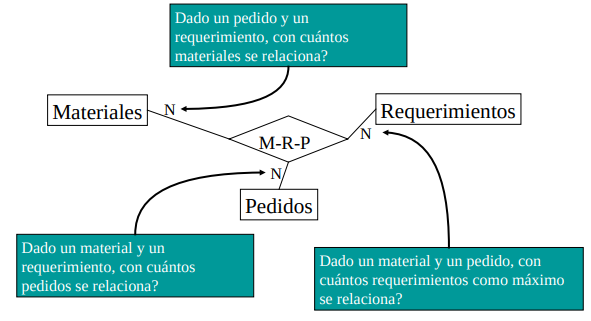 Dado un pedido y un
requerimiento, con cuántos
materiales se relaciona?
Materiales
N
Requerimientos
N
M-R-P
N
Pedidos
Dado un material y un
requerimiento, con cuántos
pedidos se relaciona?
Dado un material y un pedido, con
cuántos requerimientos como máximo
se relaciona?